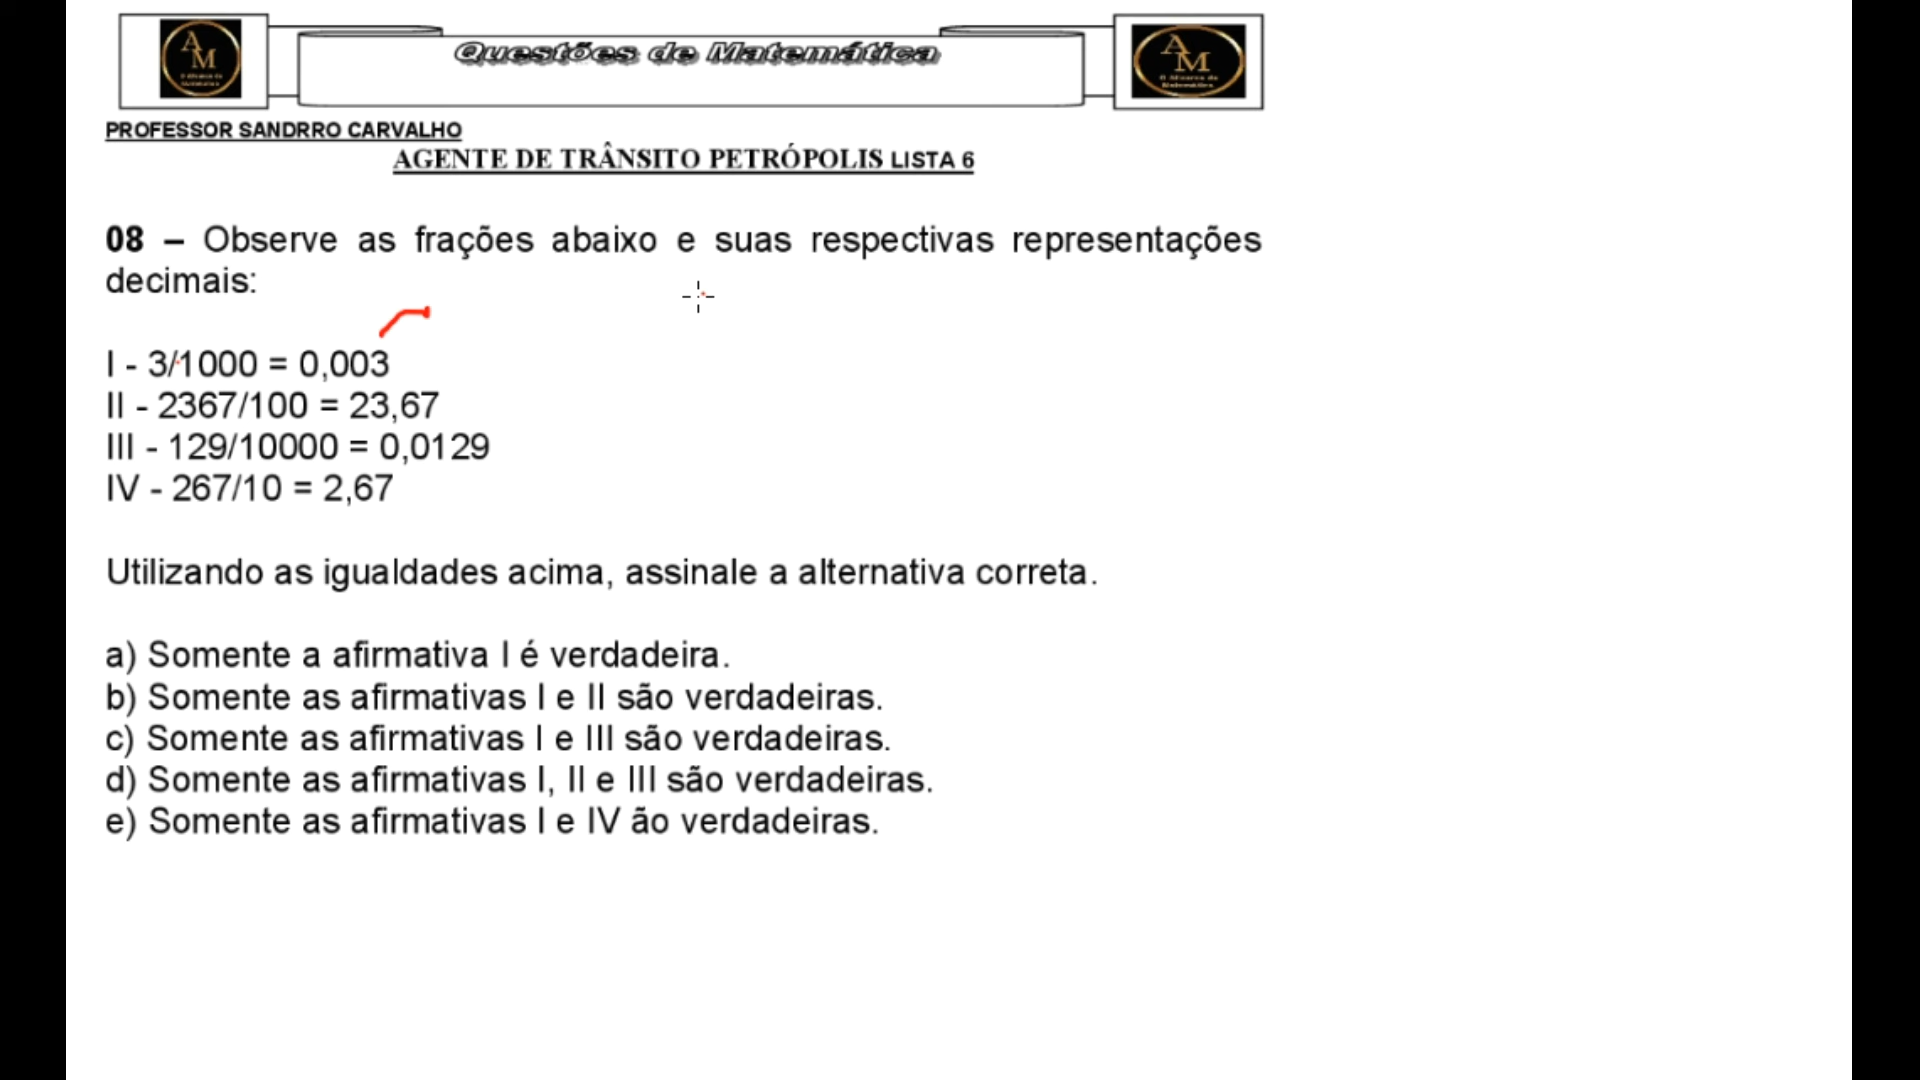 Questões de Matemática
AM
AM
PROFESSOR SANDRRO CARVALHO
AGENTE DE TRÂNSITO PETRÓPOLIS LISTA 6
08 – Observe as frações abaixo e suas respectivas representações
decimais:
I - 3/1000 = 0,003
II - 2367/100 = 23,67
III - 129/10000 = 0,0129
IV - 267/10 = 2,67
Utilizando as igualdades acima, assinale a alternativa correta.
a) Somente a afirmativa I é verdadeira.
b) Somente as afirmativas I e II são verdadeiras.
c) Somente as afirmativas I e III são verdadeiras.
d) Somente as afirmativas I, II e III são verdadeiras.
e) Somente as afirmativas I e IV ão verdadeiras.